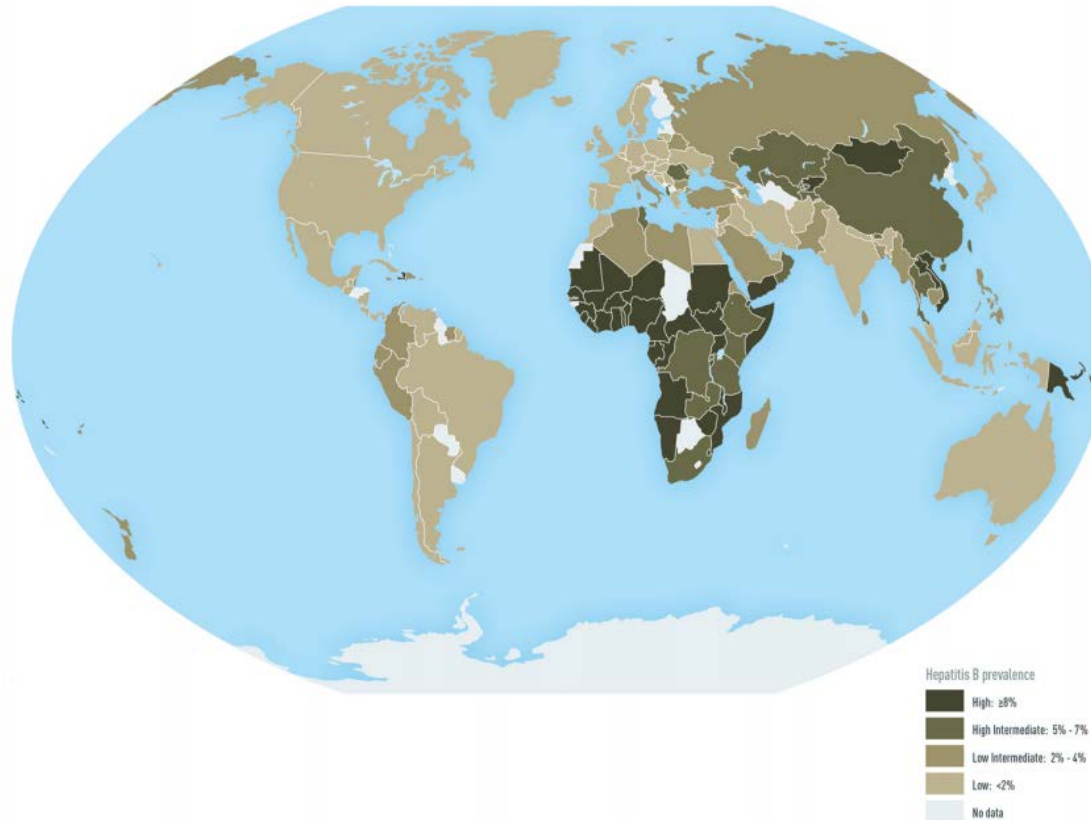 Hepatitis B prevalence
High: ≥8%
High Intermediate: 5% - 7%
Low Intermediate: 2% - 4%
Low: <2%
No data